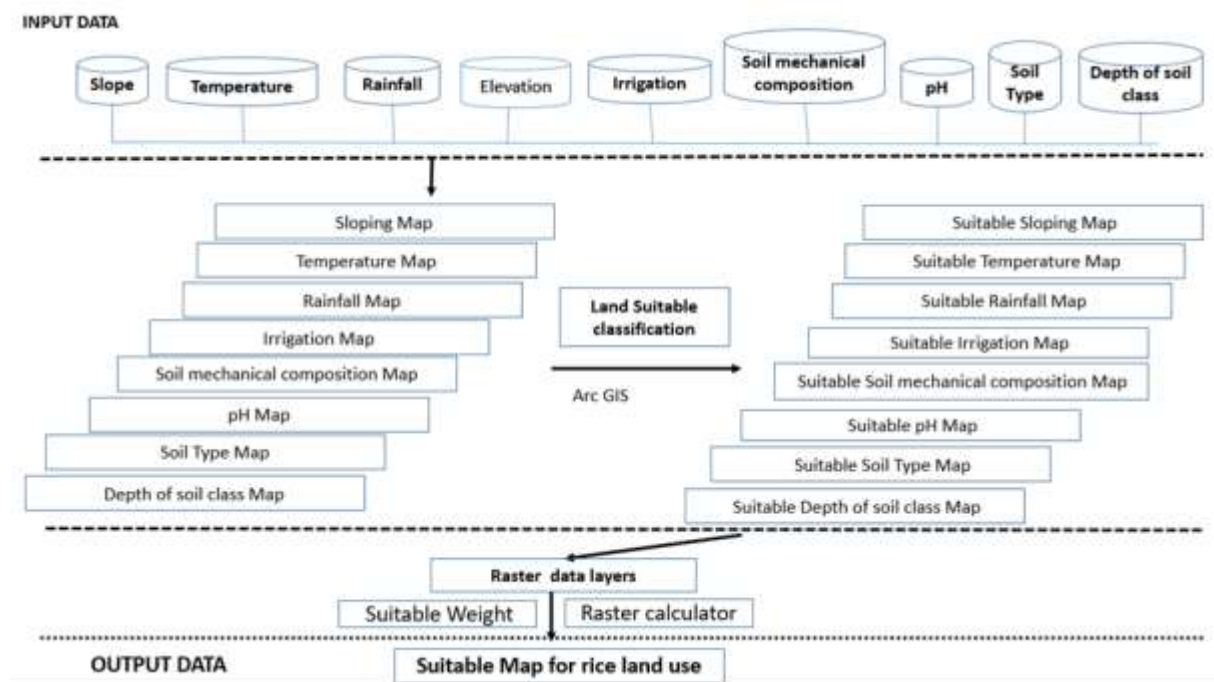 INPUT DATA
Slope
Temperature
Rainfall
Elevation
Irrigation
Soil mechanical
composition
pH
Soil
Type
Depth of soil
class
Sloping Map
Temperature Map
Rainfall Map
Irrigation Map
Soil mechanical composition Map
pH Map
Soil Type Map
Depth of soil class Map
Land Suitable
classification
Arc GIS
Suitable Sloping Map
Suitable Temperature Map
Suitable Rainfall Map
Suitable Irrigation Map
Suitable Soil mechanical composition Map
Suitable pH Map
Suitable Soil Type Map
Suitable Depth of soil class Map
Raster data layers
Suitable Weight
Raster calculator
OUTPUT DATA
Suitable Map for rice land use